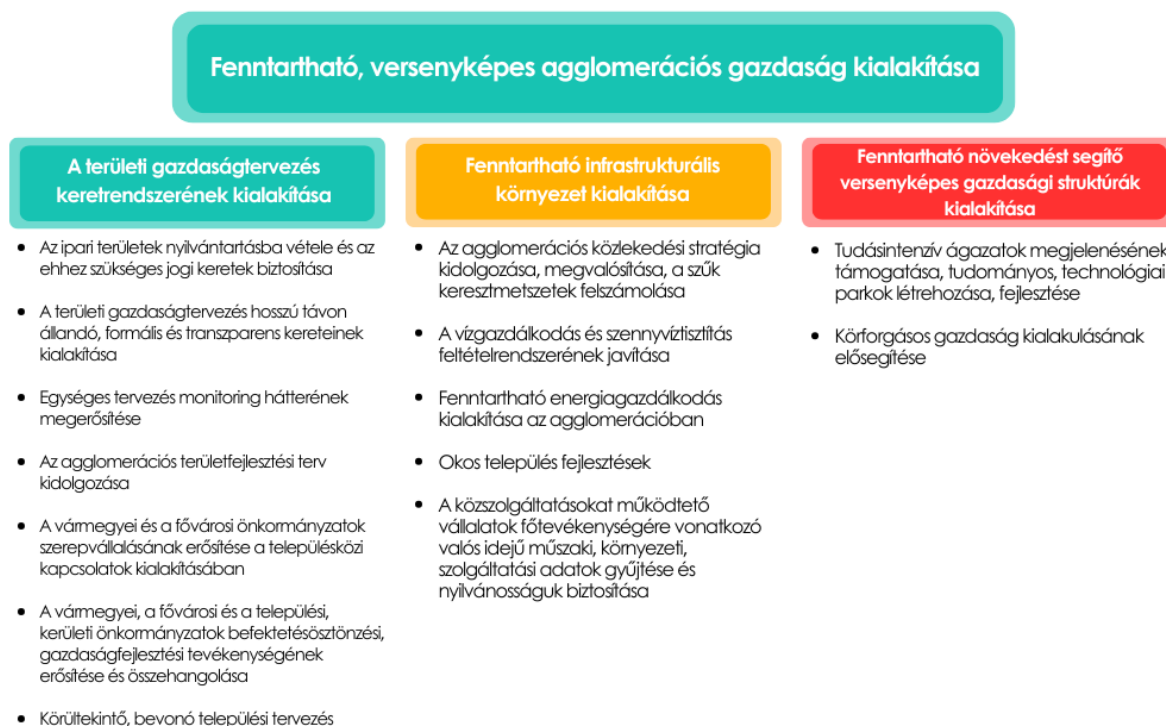 Fenntartható, versenyképes agglomerációs gazdaság kialakítása
A területi gazdaságtervezés
keretrendszerének kialakítása
• Az ipari területek nyilvántartásba vétele és az
ehhez szükséges jogi keretek biztosítása
• A területi gazdaságtervezés hosszú távon
állandó, formális és transzparens kereteinek
kialakítása
• Egységes tervezés monitoring hátterének
megerősítése
• Az agglomerációs területfejlesztési terv
kidolgozása
• A vármegyei és a fővárosi önkormányzatok
szerepvállalásának erősítése a településközi
kapcsolatok kialakításában
• A vármegyei, a fővárosi és a települési,
kerületi önkormányzatok befektetésösztönzési,
gazdaságfejlesztési tevékenységének
erősítése és összehangolása
• Körültekintő, bevonó települési tervezés
Fenntartható infrastrukturális
környezet kialakítása
• Az agglomerációs közlekedési stratégia
kidolgozása, megvalósítása, a szűk
keresztmetszetek felszámolása
• A vízgazdálkodás és szennyvíztisztítás
feltételrendszerének javítása
• Fenntartható energiagazdálkodás
kialakítása az agglomerációban
• Okos település fejlesztések
• A közszolgáltatásokat működtető
vállalatok főtevékenységére vonatkozó
valós idejű műszaki, környezeti,
szolgáltatási adatok gyűjtése és
nyilvánosságuk biztosítása
Fenntartható növekedést segítő
versenyképes gazdasági struktúrák
kialakítása
• Tudásintenzív ágazatok megjelenésének
támogatása, tudományos, technológiai
parkok létrehozása, fejlesztése
• Körforgásos gazdaság kialakulásának
elősegítése